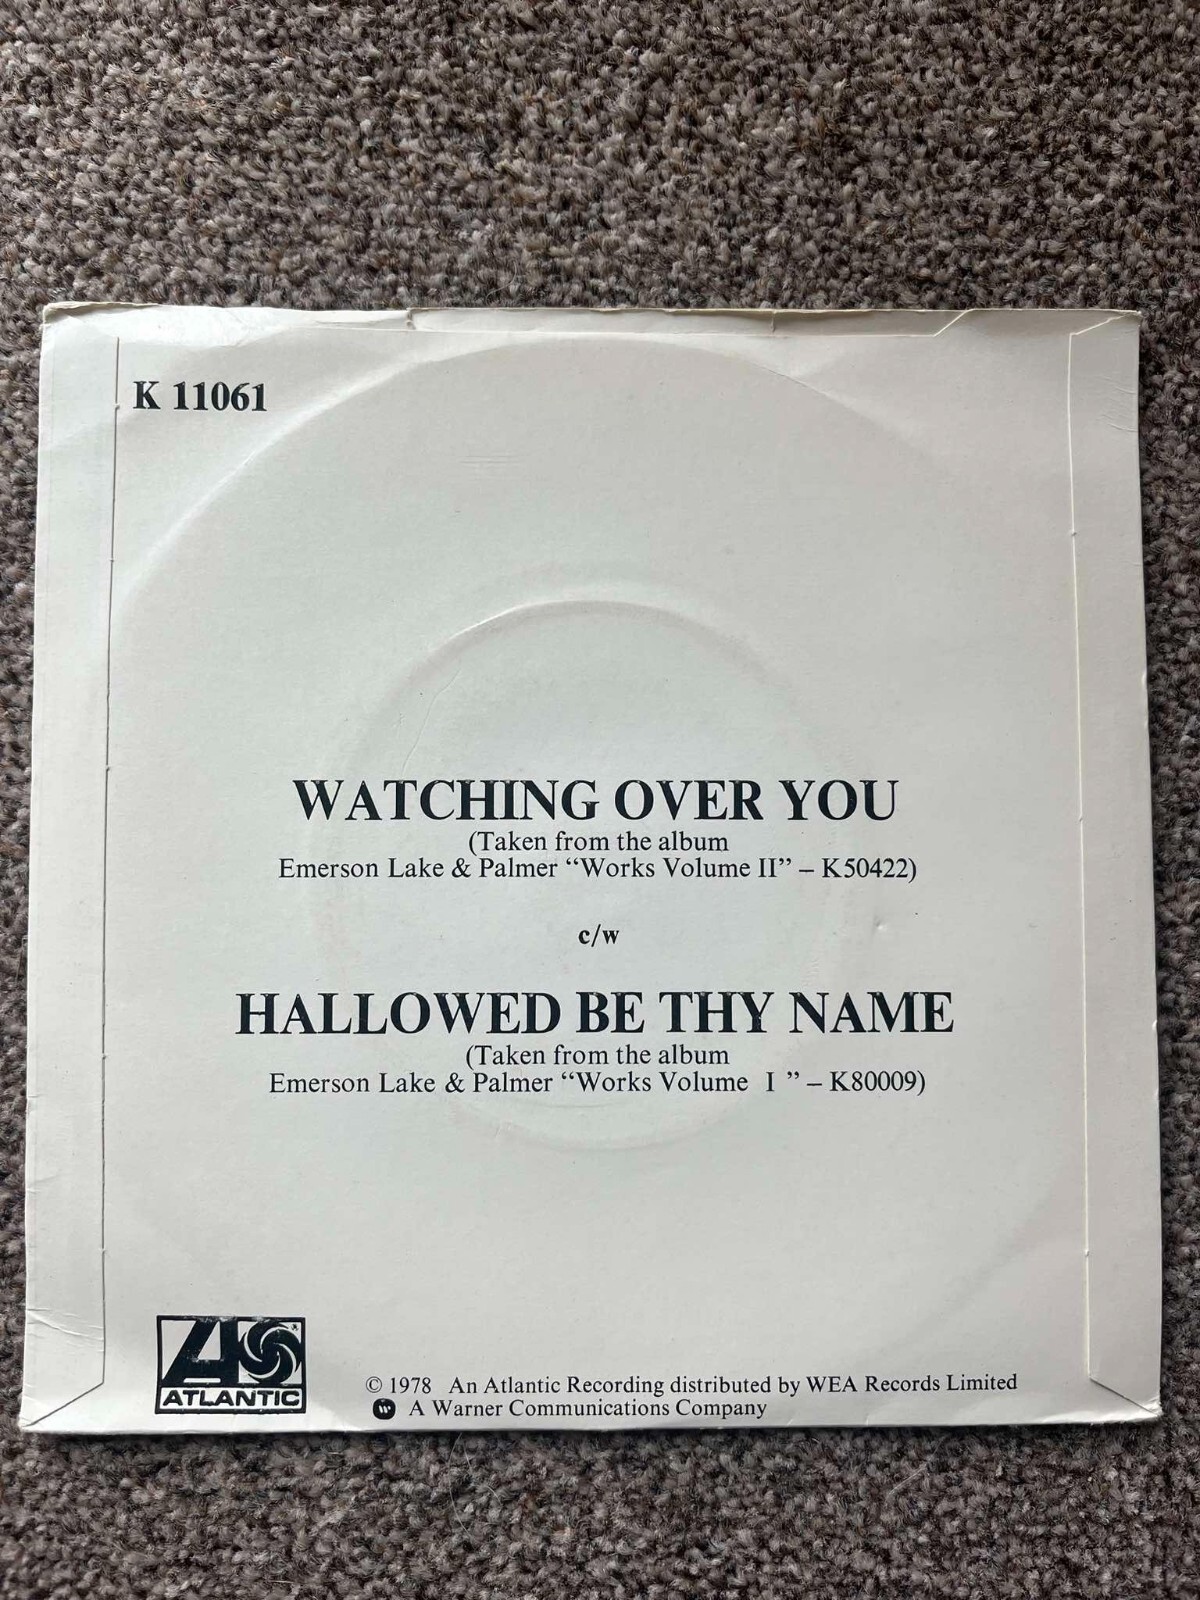 K 11061
WATCHING OVER YOU
(Taken from the album
Emerson Lake & Palmer “Works Volume II” – K50422)
c/w
HALLOWED BE THY NAME
(Taken from the album
Emerson Lake & Palmer “Works Volume I ” – K80009)
ATLANTIC
© 1978 An Atlantic Recording distributed by WEA Records Limited
A Warner Communications Company